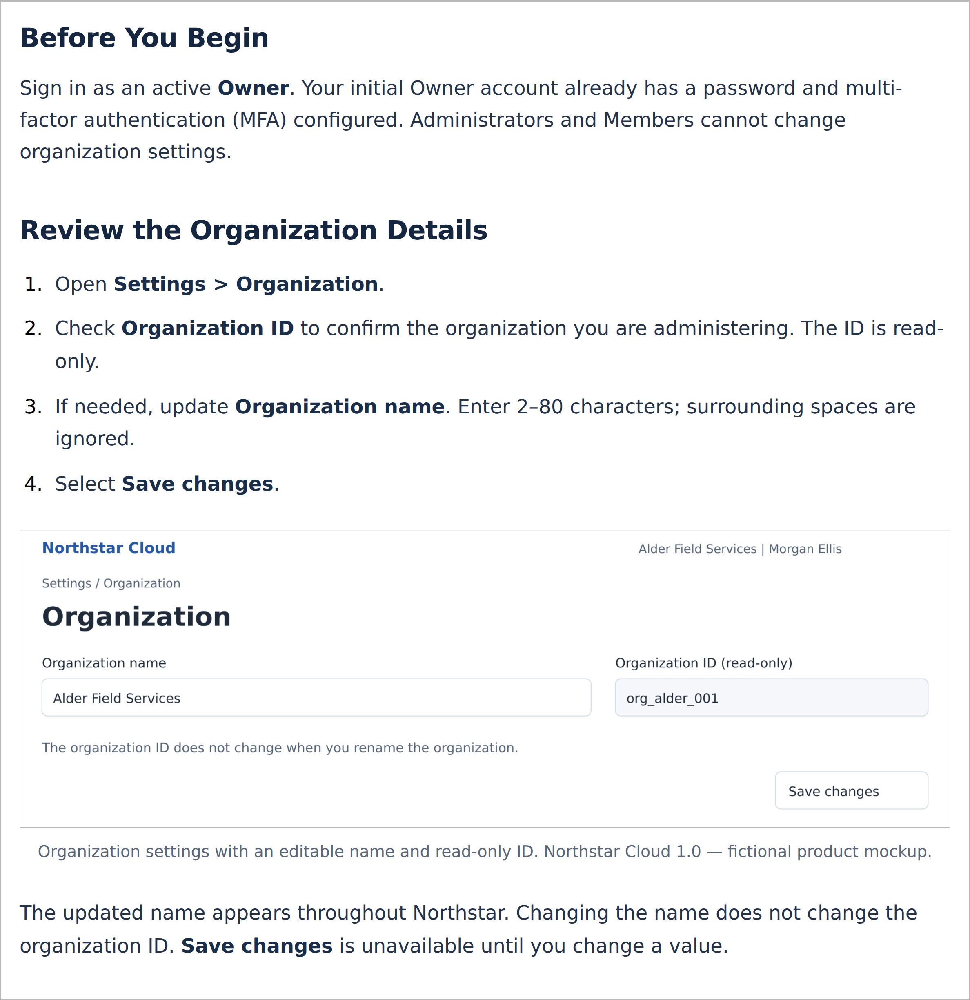 Before You Begin
Sign in as an active Owner. Your initial Owner account already has a password and multi-
factor authentication (MFA) configured. Administrators and Members cannot change
organization settings.
Review the Organization Details
1. Open Settings > Organization.
2. Check Organization ID to confirm the organization you are administering. The ID is read-
only.
3. If needed, update Organization name. Enter 2–80 characters; surrounding spaces are
ignored.
4. Select Save changes.
Northstar Cloud
Alder Field Services | Morgan Ellis
Settings / Organization
Organization
Organization name
Organization ID (read-only)
Alder Field Services
org_alder_001
The organization ID does not change when you rename the organization.
Save changes
Organization settings with an editable name and read-only ID. Northstar Cloud 1.0 — fictional product mockup.
The updated name appears throughout Northstar. Changing the name does not change the
organization ID. Save changes is unavailable until you change a value.